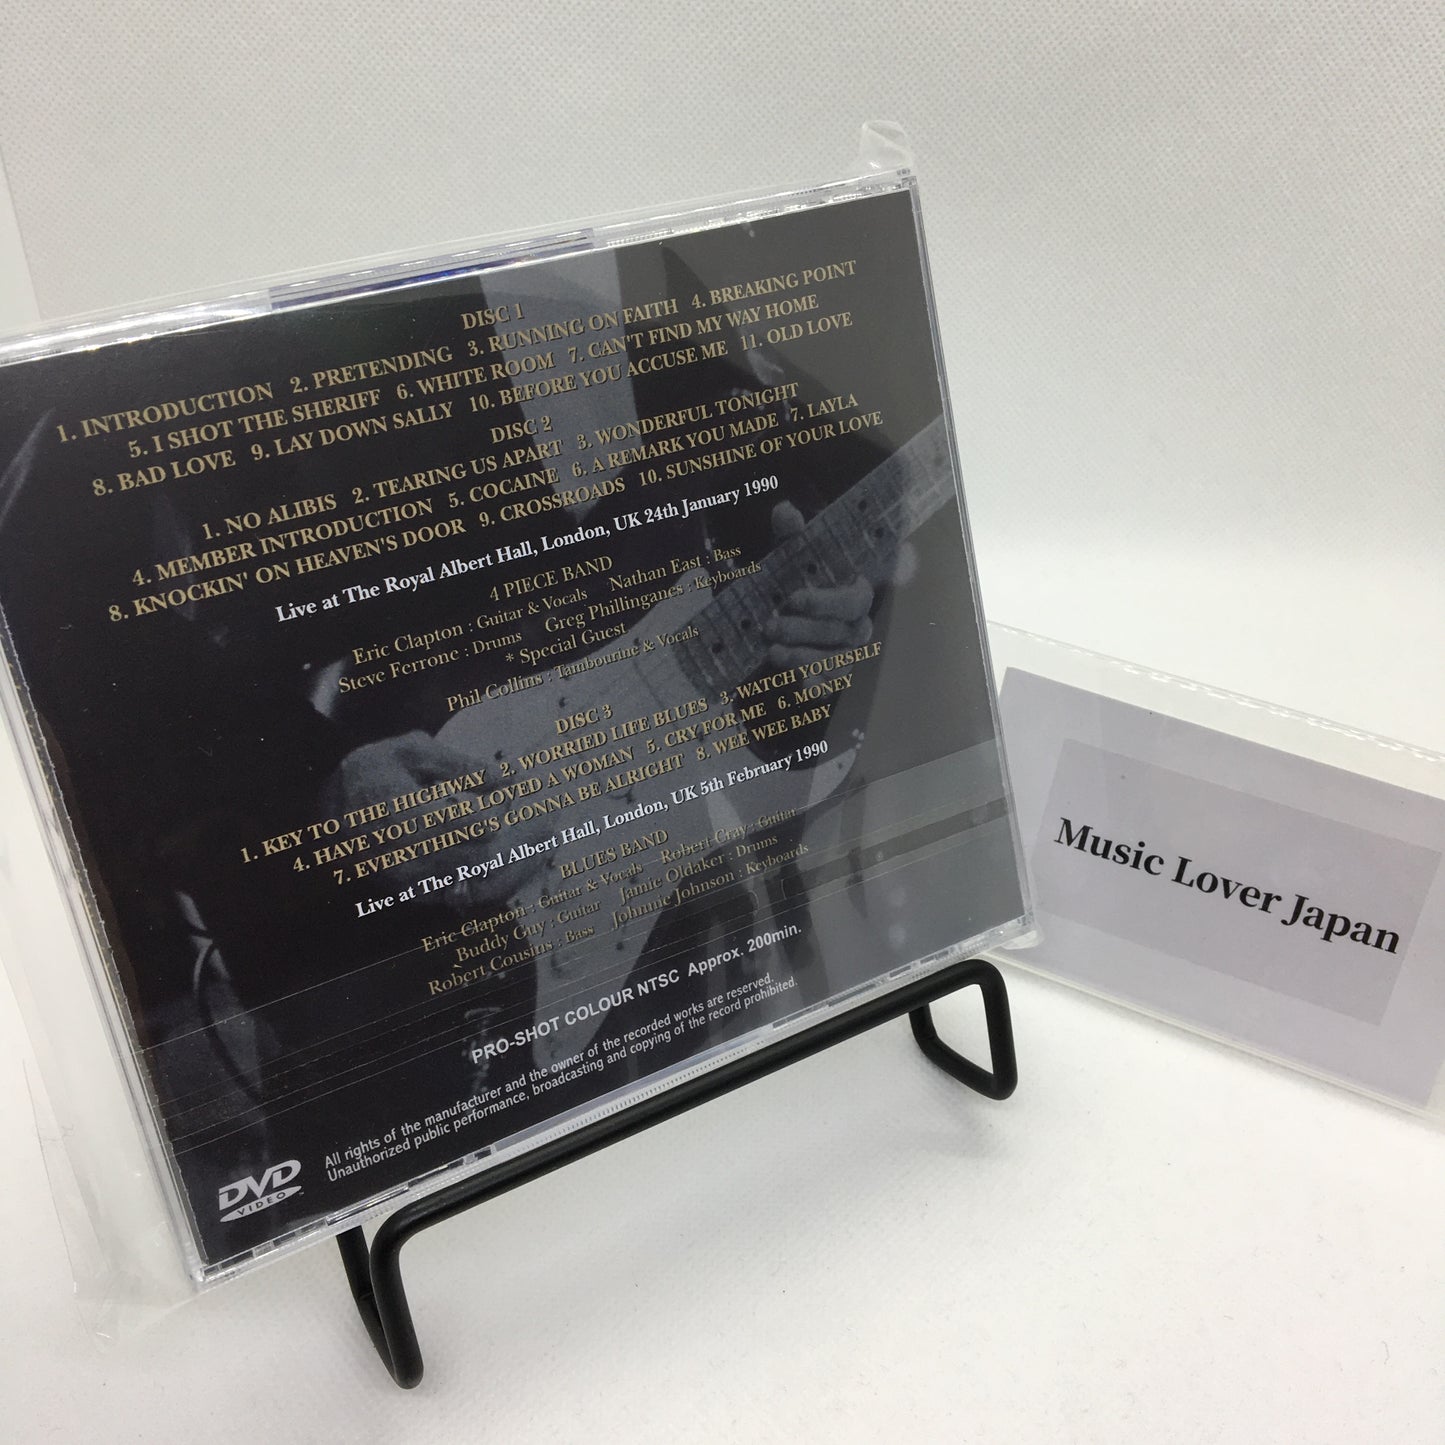 DISC 1
1. INTRODUCTION 2. PRETENDING 3. RUNNING ON FAITH 4. BREAKING POINT
5. I SHOT THE SHERIFF 6. WHITE ROOM 7. CAN'T FIND MY WAY HOME
8. BAD LOVE 9. LAY DOWN SALLY 10. BEFORE YOU ACCUSE ME 11. OLD LOVE
DISC 2
1. NO ALIBIS 2. TEARING US APART 3. WONDERFUL TONIGHT
4. MEMBER INTRODUCTION 5. COCAINE 6. A REMARK YOU MADE 7. LAYLA
8. KNOCKIN' ON HEAVEN'S DOOR 9. CROSSROADS 10. SUNSHINE OF YOUR LOVE
Live at The Royal Albert Hall, London, UK 24th January 1990
4 PIECE BAND
Eric Clapton : Guitar & Vocals Nathan East : Bass
Steve Ferrone : Drums Greg Phillinganes : Keyboards
* Special Guest
Phil Collins : Tambourine & Vocals
DISC 3
1. KEY TO THE HIGHWAY 2. WORRIED LIFE BLUES 3. WATCH YOURSELF
4. HAVE YOU EVER LOVED A WOMAN 5. CRY FOR ME 6. MONEY
7. EVERYTHING'S GONNA BE ALRIGHT 8. WEE WEE BABY
Live at The Royal Albert Hall, London, UK 5th February 1990
BLUES BAND
Eric Clapton : Guitar & Vocals Robert Cray : Guitar
Buddy Guy : Guitar Jamie Oldaker : Drums
Robert Cousins : Bass Johnnie Johnson : Keyboards
PRO-SHOT COLOUR NTSC Approx. 200min.
All rights of the manufacturer and the owner of the recorded works are reserved.
Unauthorized public performance, broadcasting and copying of the record prohibited.
DVD
VIDEO ™
Music Lover Japan